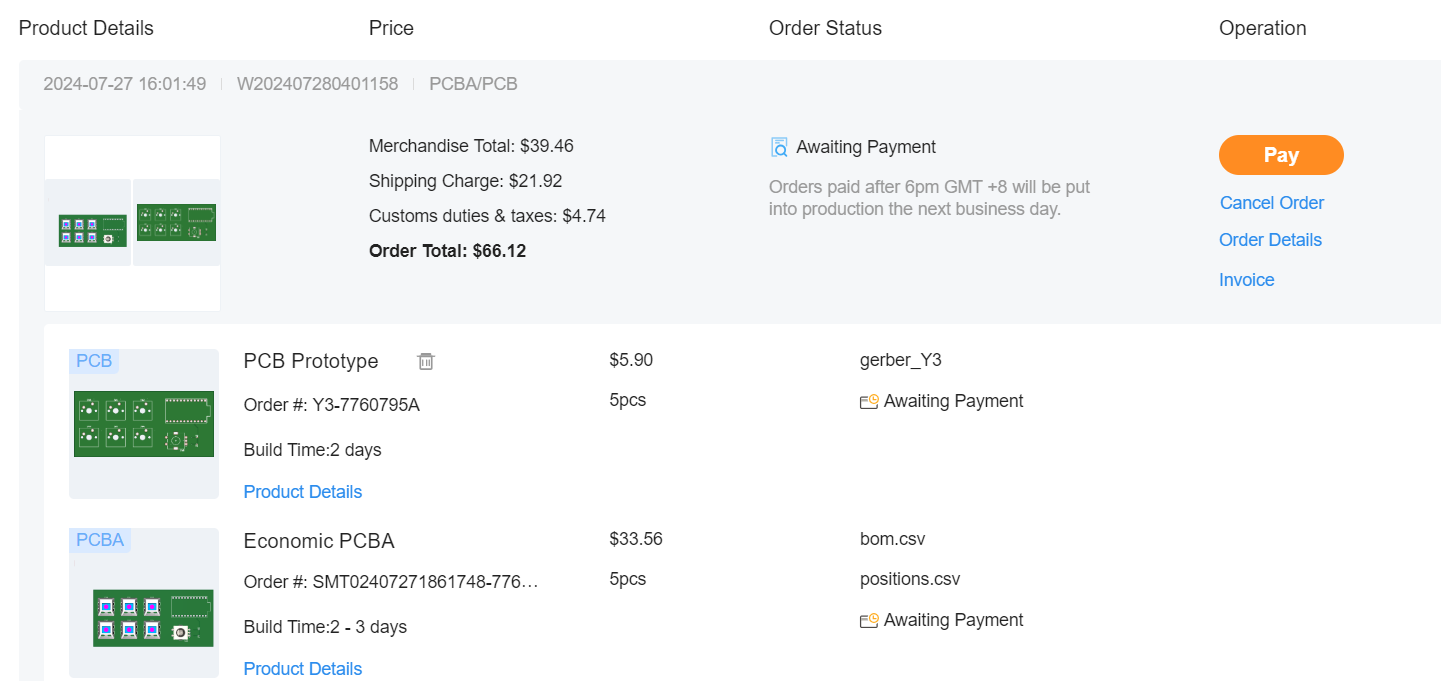 Product Details Price Order Status Operation
2024-07-27 16:01:49 W202407280401158 PCBA/PCB
Merchandise Total: $39.46
Shipping Charge: $21.92
Customs duties & taxes: $4.74
Order Total: $66.12
Awaiting Payment
Orders paid after 6pm GMT +8 will be put
into production the next business day.
Pay
Cancel Order
Order Details
Invoice
PCB
PCB Prototype
Order #: Y3-7760795A
Build Time:2 days
Product Details
$5.90
5pcs
gerber_Y3
Awaiting Payment
PCBA
Economic PCBA
Order #: SMT02407271861748-776...
Build Time:2 - 3 days
Product Details
$33.56
5pcs
bom.csv
positions.csv
Awaiting Payment